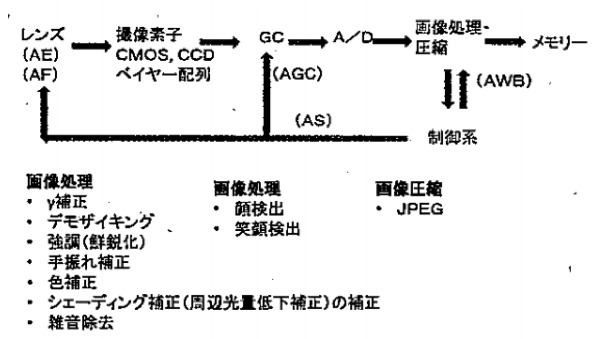 レンズ
(AE)
(AF)
撮像素子
CMOS, CCD
ベイヤー配列
GC
(AGC)
A/D
画像処理・
圧縮
(AWB)
メモリー
(AS)
制御系
画像処理
・ γ補正
・ デモザイキング
・ 強調(鮮鋭化)
・ 手振れ補正
・ 色補正
・ シェーディング補正(周辺光量低下補正)の補正
・ 雑音除去
画像処理
・ 顔検出
・ 笑顔検出
画像圧縮
・ JPEG